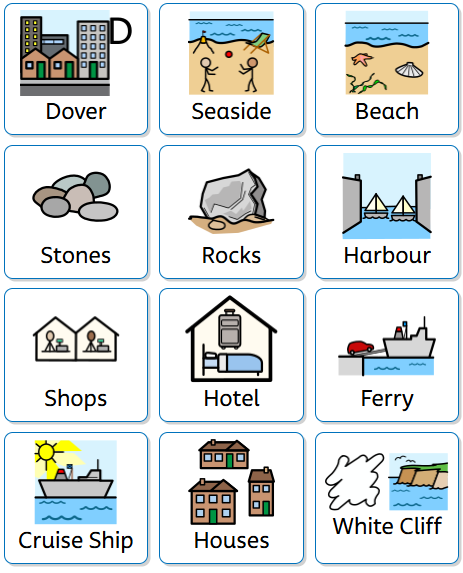 D
Dover
Seaside
Beach
Stones
Rocks
Harbour
Shops
Hotel
Ferry
Cruise Ship
Houses
White Cliff